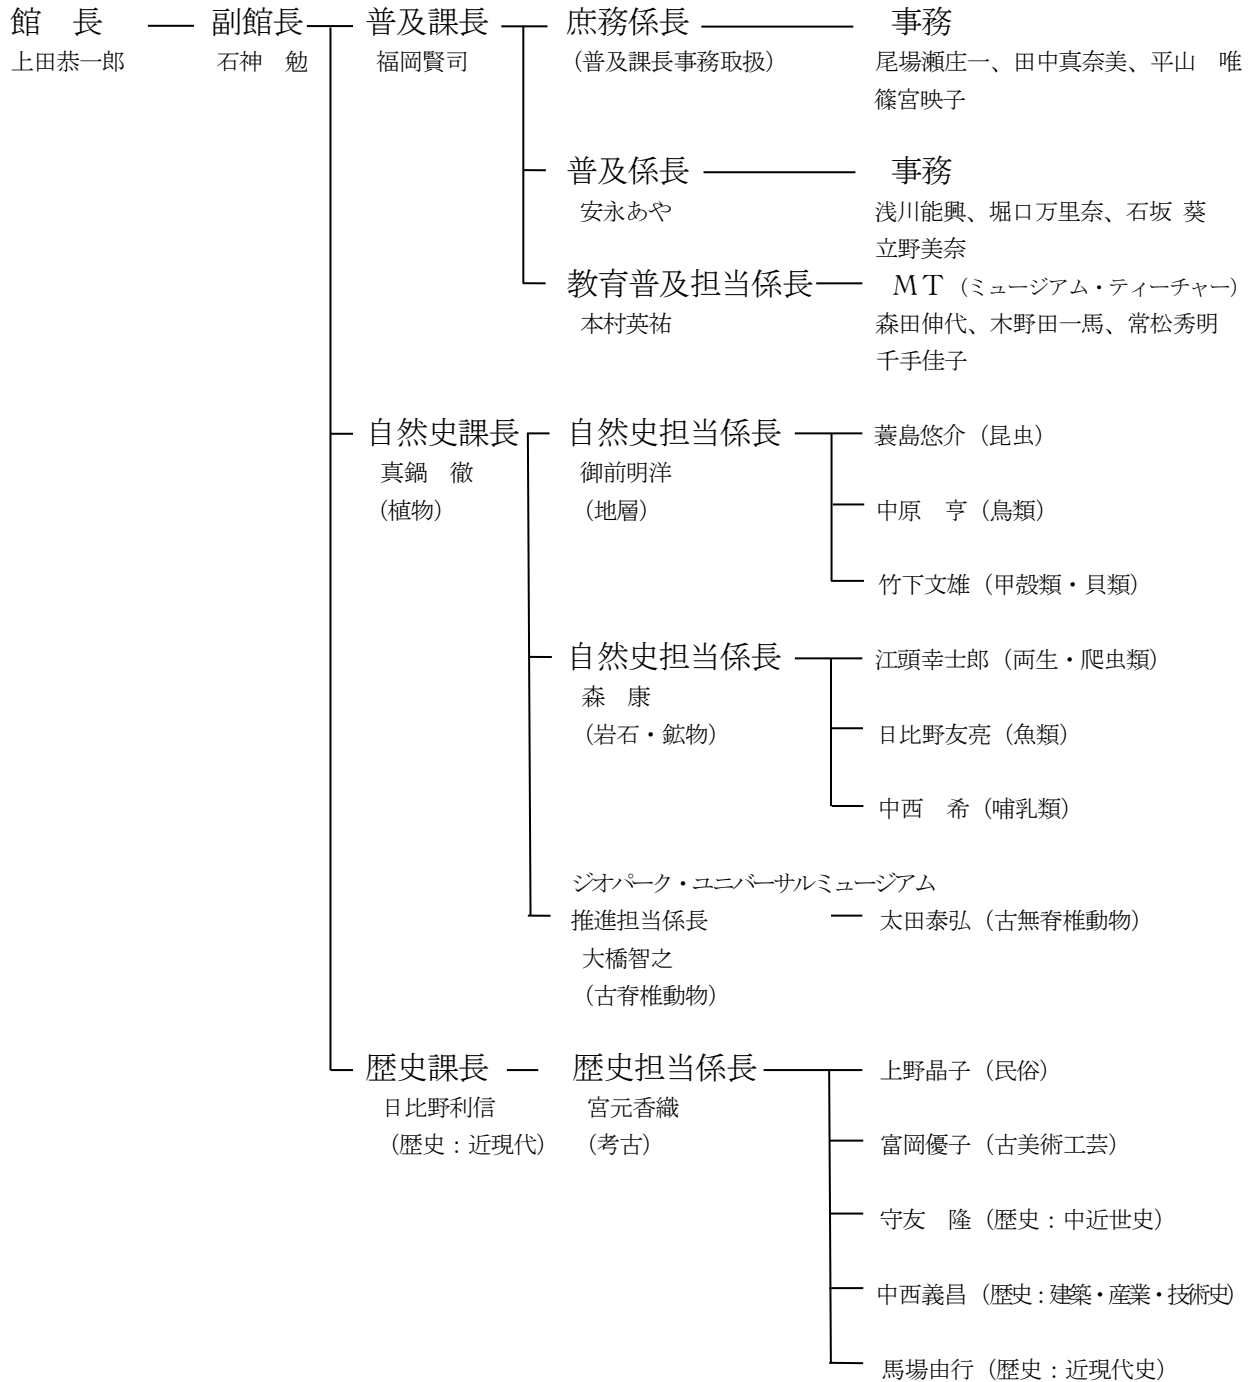 館　長
上田恭一郎
副館長
石神　勉
普及課長
福岡賢司
庶務係長
（普及課長事務取扱）
事務
尾場瀬庄一、田中真奈美、平山　唯
篠宮映子
普及係長
安永あや
事務
浅川能興、堀口万里奈、石坂 葵
立野美奈
教育普及担当係長
本村英祐
ＭＴ（ミュージアム・ティーチャー）
森田伸代、木野田一馬、常松秀明
千手佳子
自然史課長
真鍋　徹
（植物）
自然史担当係長
御前明洋
（地層）
蓑島悠介（昆虫）
中原　亨（鳥類）
竹下文雄（甲殻類・貝類）
自然史担当係長
森　康
（岩石・鉱物）
江頭幸士郎（両生・爬虫類）
日比野友亮（魚類）
中西　希（哺乳類）
ジオパーク・ユニバーサルミュージアム
推進担当係長
大橋智之
（古脊椎動物）
太田泰弘（古無脊椎動物）
歴史課長
日比野利信
（歴史：近現代）
歴史担当係長
宮元香織
（考古）
上野晶子（民俗）
富岡優子（古美術工芸）
守友　隆（歴史：中近世史）
中西義昌（歴史：建築・産業・技術史）
馬場由行（歴史：近現代史）